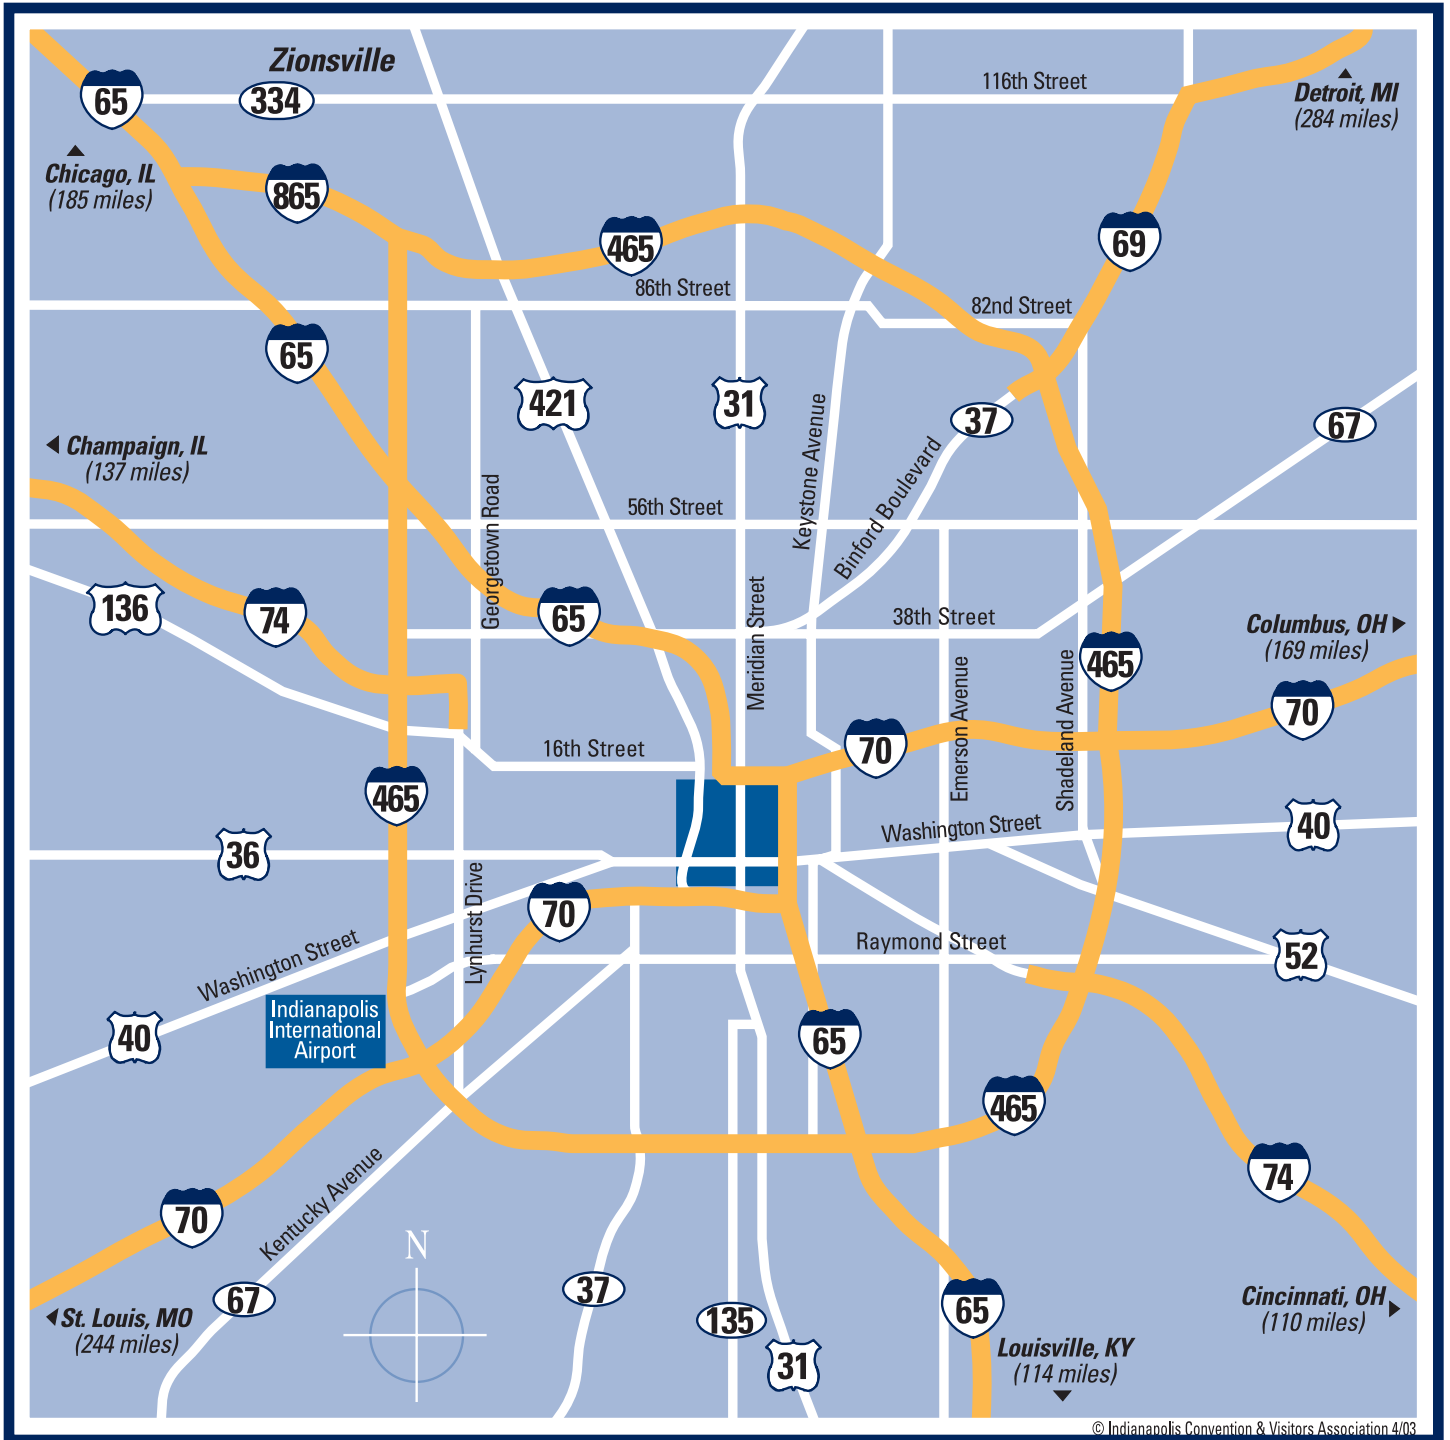 Zionsville
65
334
116th Street
Detroit, MI
(284 miles)
Chicago, IL
(185 miles)
865
465
69
86th Street
82nd Street
65
421
31
37
67
Champaign, IL
(137 miles)
Keystone Avenue
Binford Boulevard
Georgetown Road
56th Street
136
74
65
Meridian Street
38th Street
Columbus, OH
(169 miles)
465
70
16th Street
70
Emerson Avenue
Shadeland Avenue
465
36
Washington Street
40
Lynhurst Drive
70
Raymond Street
52
Washington Street
Indianapolis
International
Airport
40
65
465
74
70
Kentucky Avenue
N
67
37
135
65
31
St. Louis, MO
(244 miles)
Cincinnati, OH
(110 miles)
Louisville, KY
(114 miles)
© Indianapolis Convention & Visitors Association 4/03